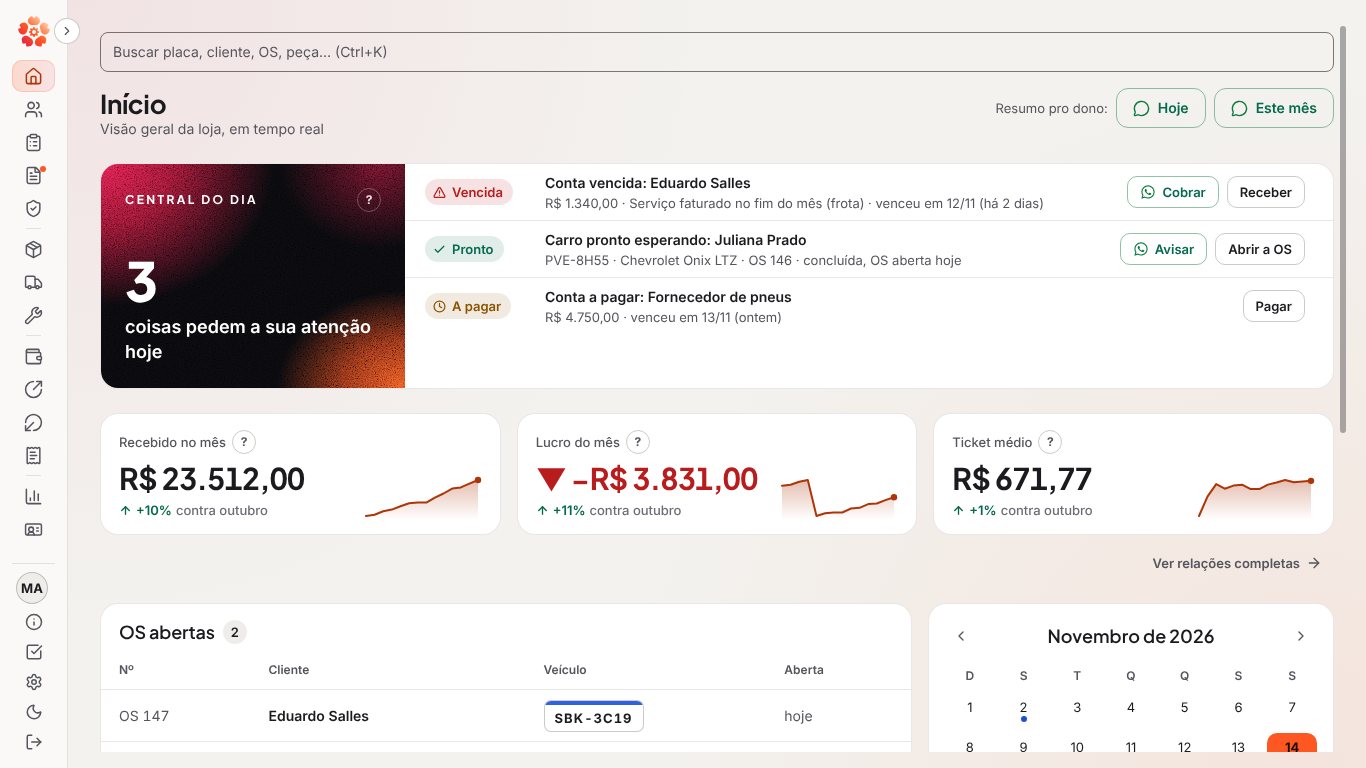 Buscar placa, cliente, OS, peça... (Ctrl+K)
Início
Visão geral da loja, em tempo real
Resumo pro dono:
Hoje
Este mês
CENTRAL DO DIA
?
3
coisas pedem a sua atenção
hoje
Vencida
Conta vencida: Eduardo Salles
R$ 1.340,00 · Serviço faturado no fim do mês (frota) · venceu em 12/11 (há 2 dias)
Cobrar
Receber
Pronto
Carro pronto esperando: Juliana Prado
PVE-8H55 · Chevrolet Onix LTZ · OS 146 · concluída, OS aberta hoje
Avisar
Abrir a OS
A pagar
Conta a pagar: Fornecedor de pneus
R$ 4.750,00 · venceu em 13/11 (ontem)
Pagar
Recebido no mês ?
R$ 23.512,00
+10% contra outubro
Lucro do mês ?
▼ −R$ 3.831,00
+11% contra outubro
Ticket médio ?
R$ 671,77
+1% contra outubro
Ver relações completas
OS abertas 2
Nº Cliente Veículo Aberta
OS 147 Eduardo Salles SBK-3C19 hoje
Novembro de 2026
D S T Q Q S S
1 2 3 4 5 6 7
8 9 10 11 12 13 14
MA